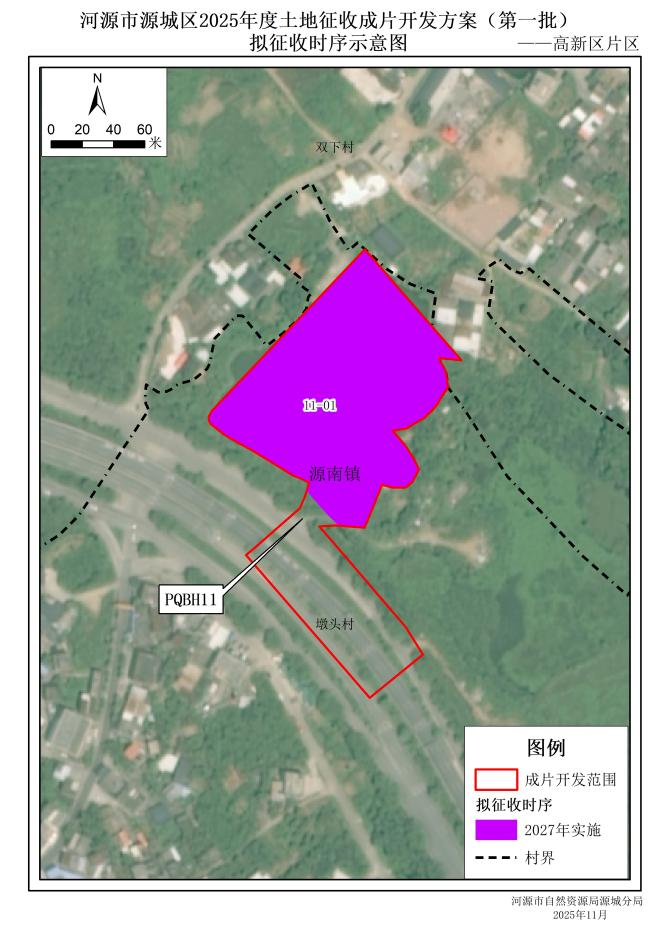 河源市源城区2025年度土地征收成片开发方案（第一批）
拟征收时序示意图
——高新区片区
N
0 20 40 60
米
双下村
11-01
源南镇
PQBH11
墩头村
图例
成片开发范围
拟征收时序
2027年实施
村界
河源市自然资源局源城分局
2025年11月